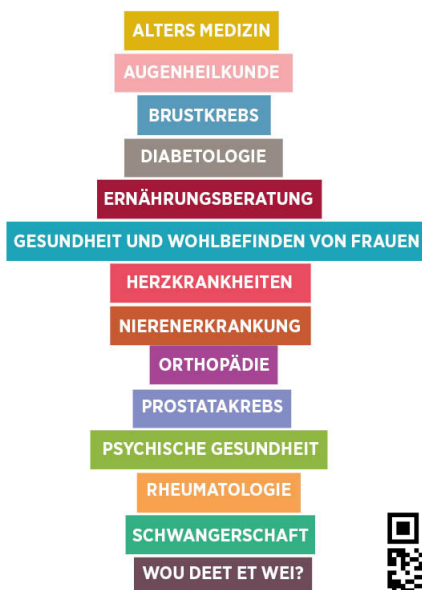 ALTERS MEDIZIN
AUGENHEILKUNDE
BRUSTKREBS
DIABETOLOGIE
ERNÄHRUNGSBERATUNG
GESUNDHEIT UND WOHLBEFINDEN VON FRAUEN
HERZKRANKHEITEN
NIERENERKRANKUNG
ORTHOPÄDIE
PROSTATAKREBS
PSYCHISCHE GESUNDHEIT
RHEUMATOLOGIE
SCHWANGERSCHAFT
WOU DEET ET WEI?